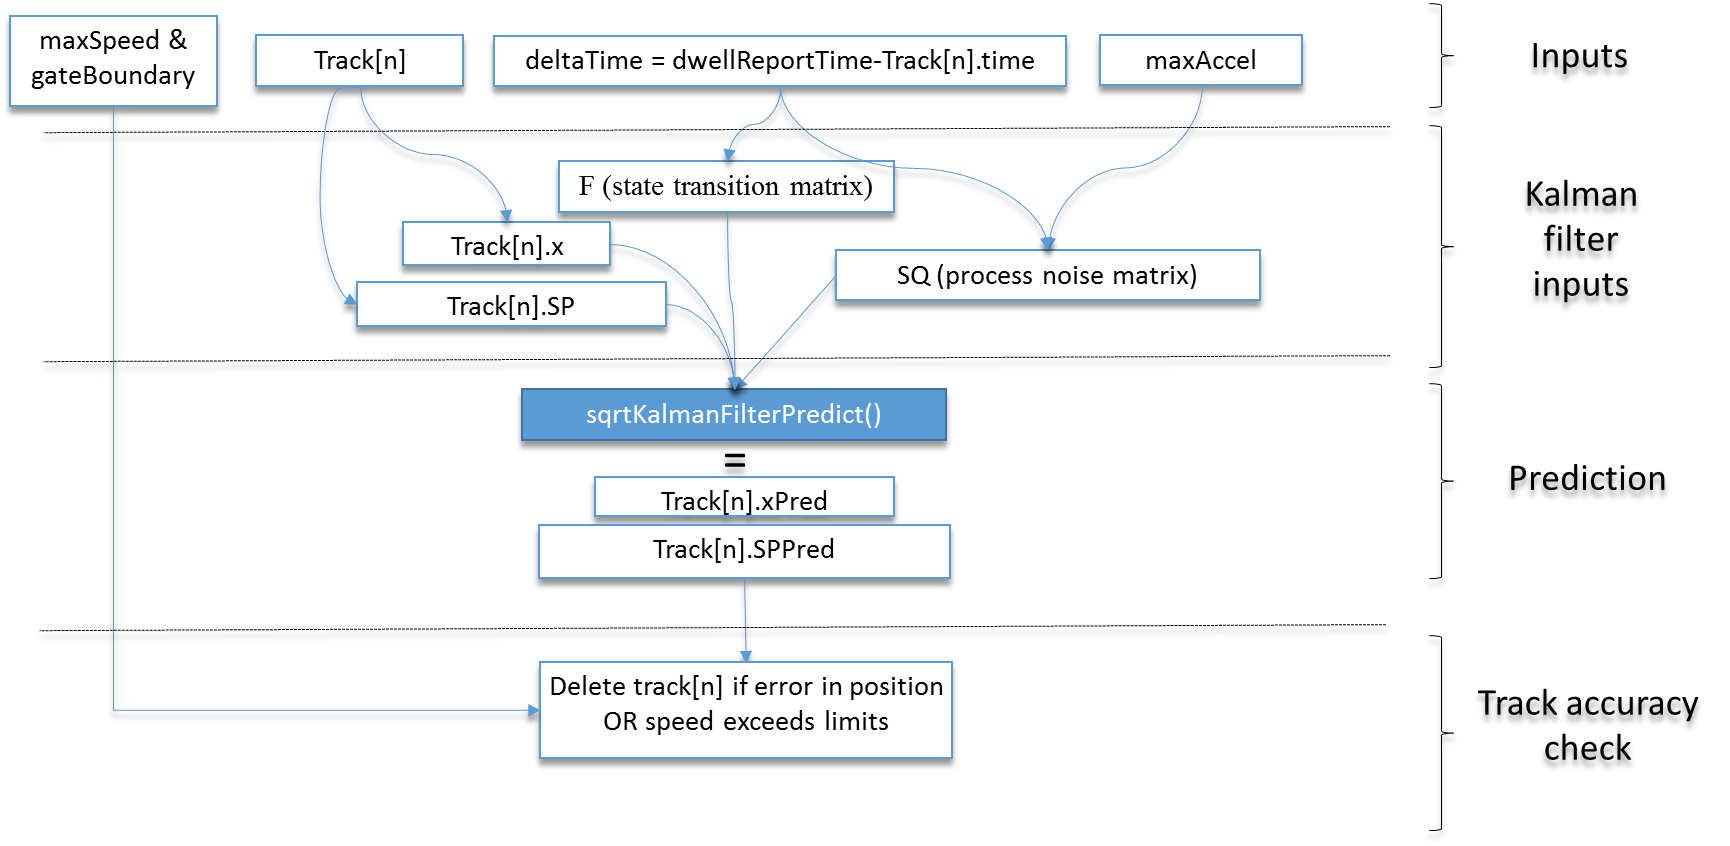 maxSpeed &
gateBoundary
Track[n]
deltaTime = dwellReportTime-Track[n].time
maxAccel
Inputs
F (state transition matrix)
Track[n].x
SQ (process noise matrix)
Track[n].SP
Kalman
filter
inputs
sqrtKalmanFilterPredict()
=
Track[n].xPred
Track[n].SPPred
Prediction
Delete track[n] if error in position
OR speed exceeds limits
Track accuracy
check